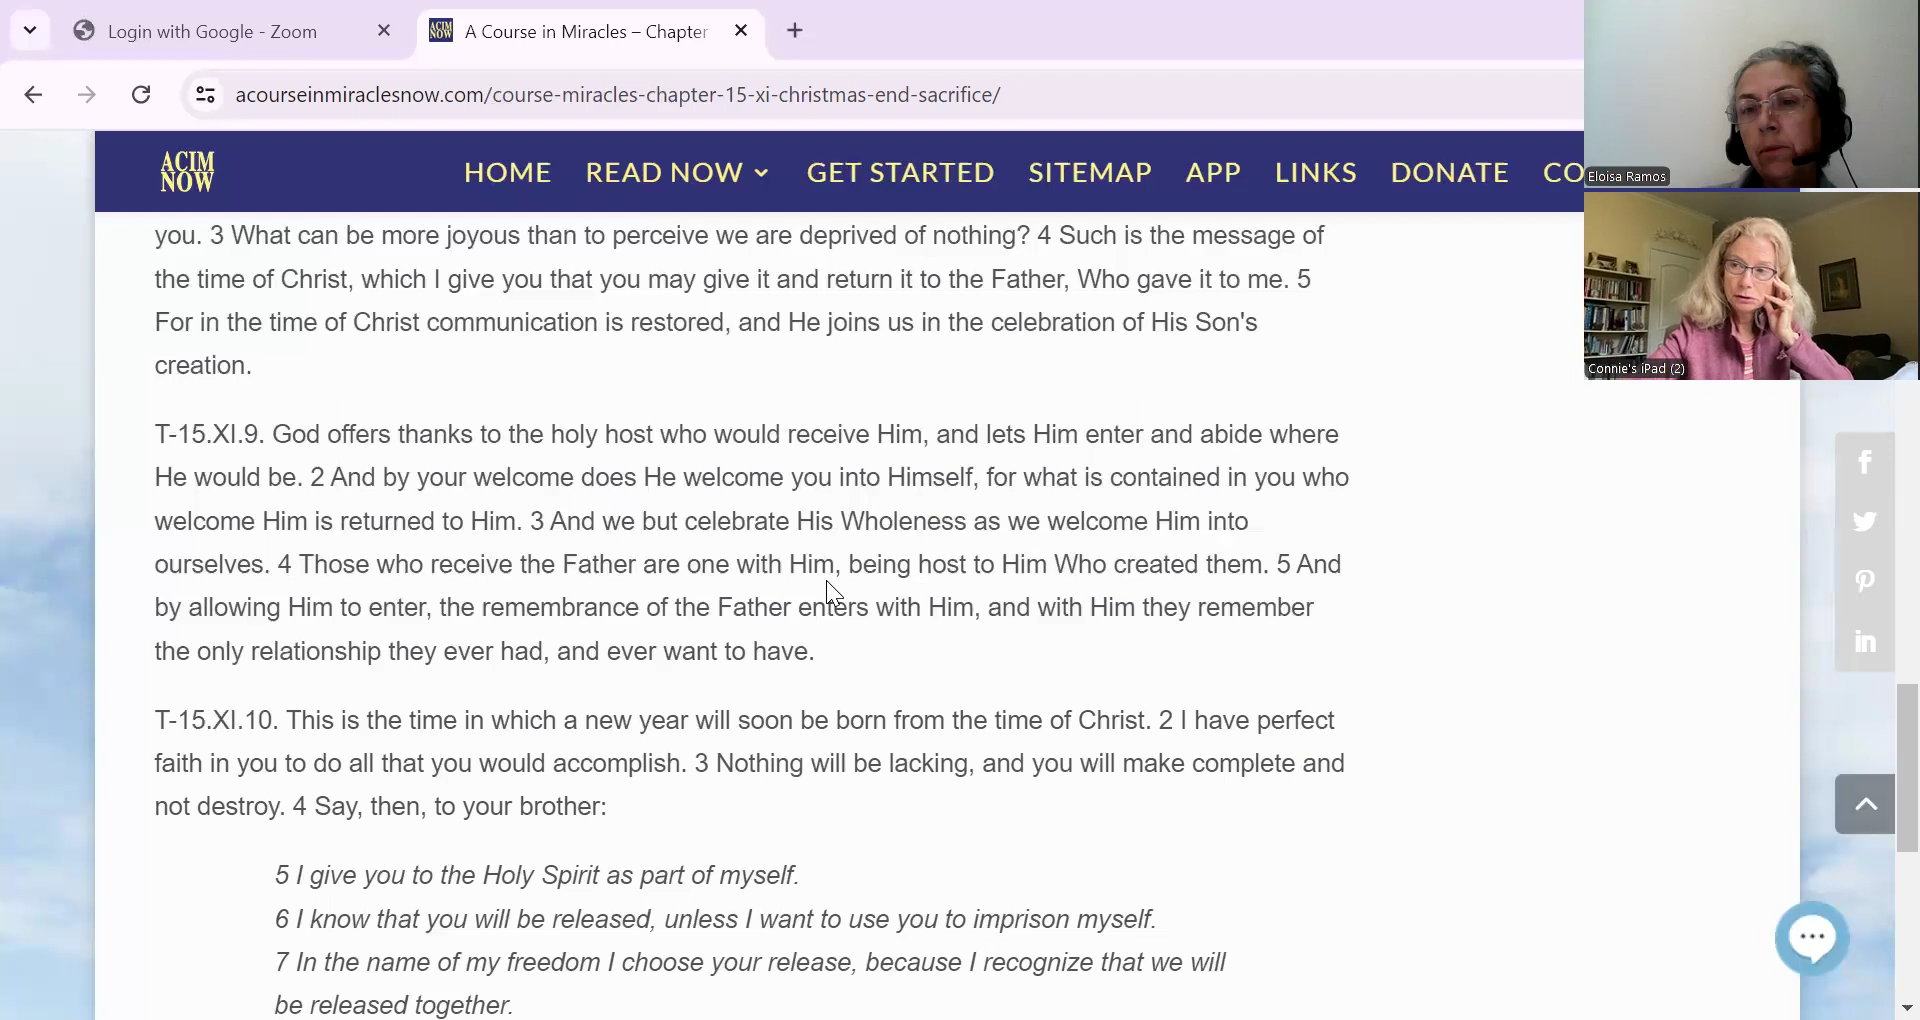 Login with Google - Zoom
A Course in Miracles – Chapter
acourseinmiraclesnow.com/course-miracles-chapter-15-xi-christmas-end-sacrifice/
ACIM
NOW
ACIM
NOW
HOME READ NOW GET STARTED SITEMAP APP LINKS DONATE CO
Eloisa Ramos
Connie's iPad (2)
you. 3 What can be more joyous than to perceive we are deprived of nothing? 4 Such is the message of
the time of Christ, which I give you that you may give it and return it to the Father, Who gave it to me. 5
For in the time of Christ communication is restored, and He joins us in the celebration of His Son's
creation.
T-15.XI.9. God offers thanks to the holy host who would receive Him, and lets Him enter and abide where
He would be. 2 And by your welcome does He welcome you into Himself, for what is contained in you who
welcome Him is returned to Him. 3 And we but celebrate His Wholeness as we welcome Him into
ourselves. 4 Those who receive the Father are one with Him, being host to Him Who created them. 5 And
by allowing Him to enter, the remembrance of the Father enters with Him, and with Him they remember
the only relationship they ever had, and ever want to have.
T-15.XI.10. This is the time in which a new year will soon be born from the time of Christ. 2 I have perfect
faith in you to do all that you would accomplish. 3 Nothing will be lacking, and you will make complete and
not destroy. 4 Say, then, to your brother:
5 I give you to the Holy Spirit as part of myself.
6 I know that you will be released, unless I want to use you to imprison myself.
7 In the name of my freedom I choose your release, because I recognize that we will
be released together.